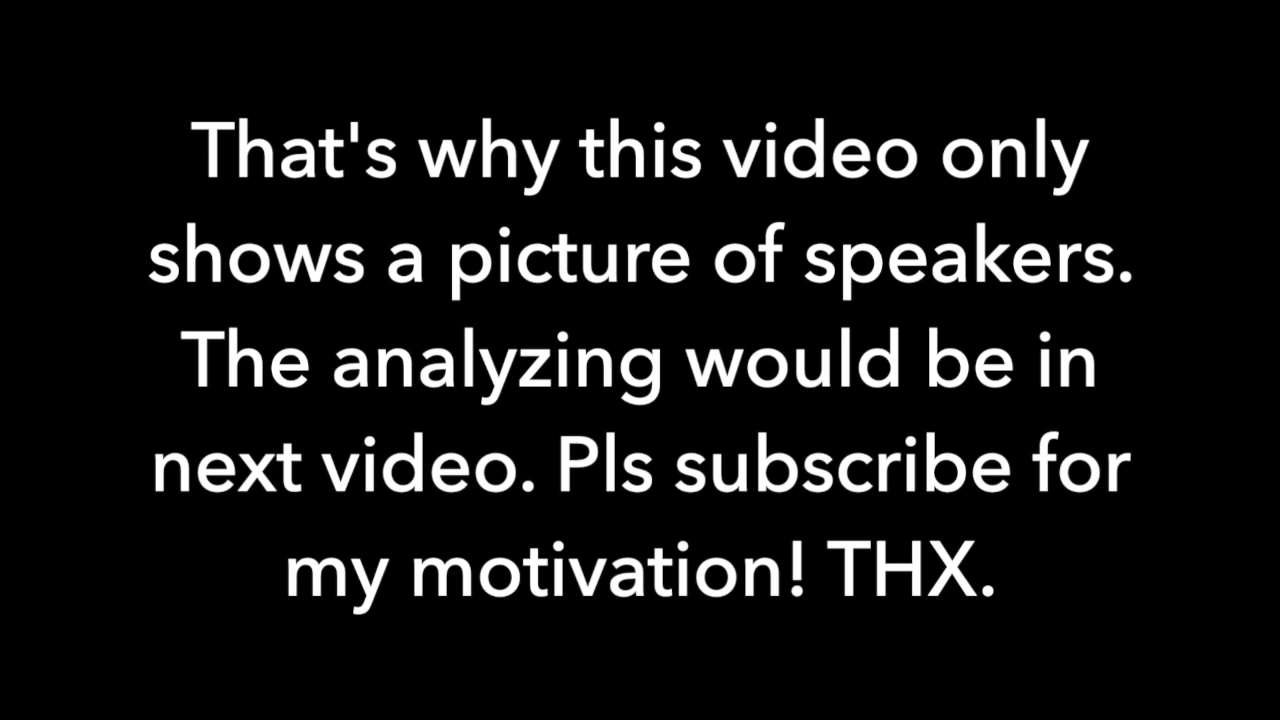 That's why this video only
shows a picture of speakers.
The analyzing would be in
next video. Pls subscribe for
my motivation! THX.